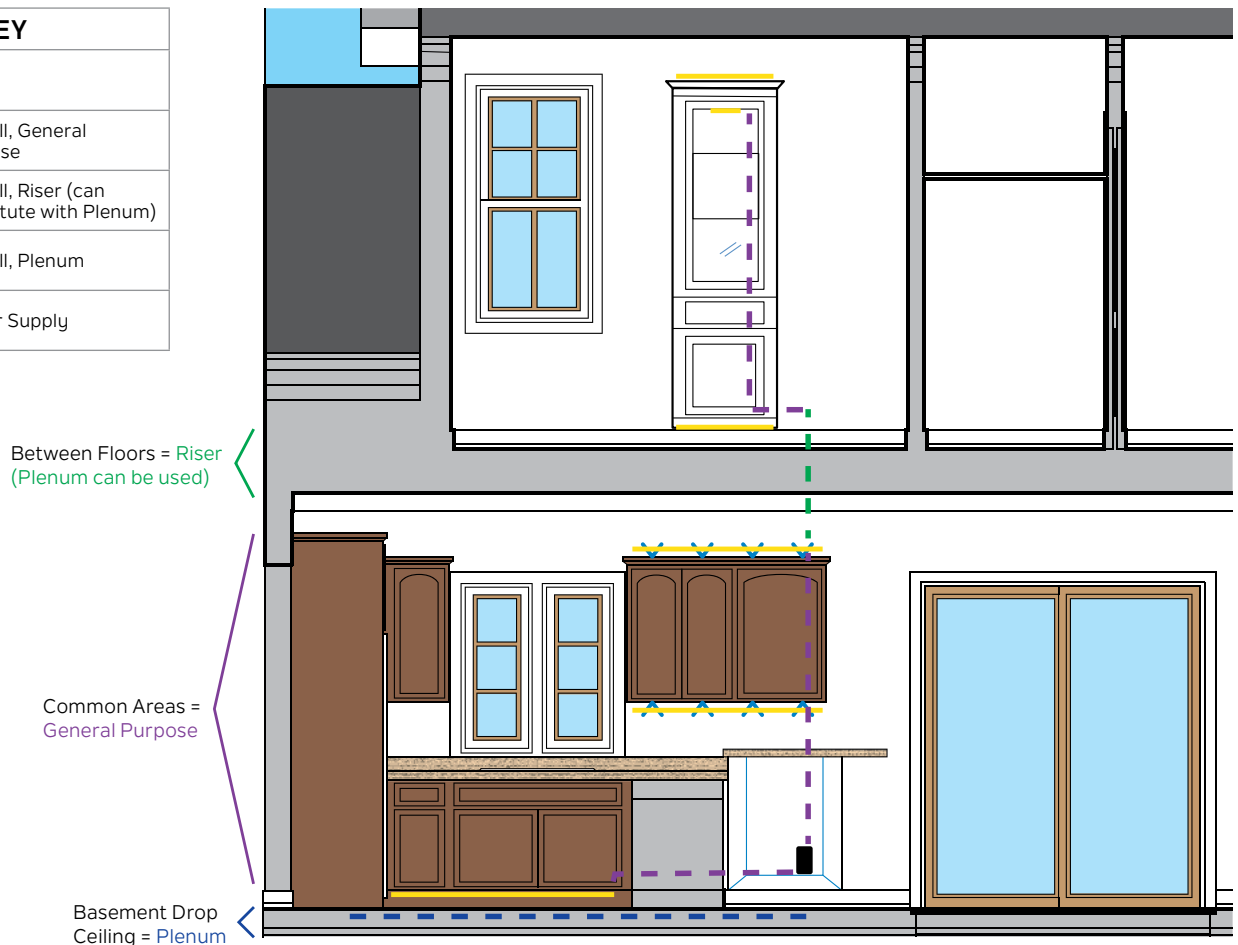 EY
ll, General
se
ll, Riser (can
tute with Plenum)
ll, Plenum
r Supply
Between Floors = Riser
(Plenum can be used)
Common Areas =
General Purpose
Basement Drop
Ceiling = Plenum